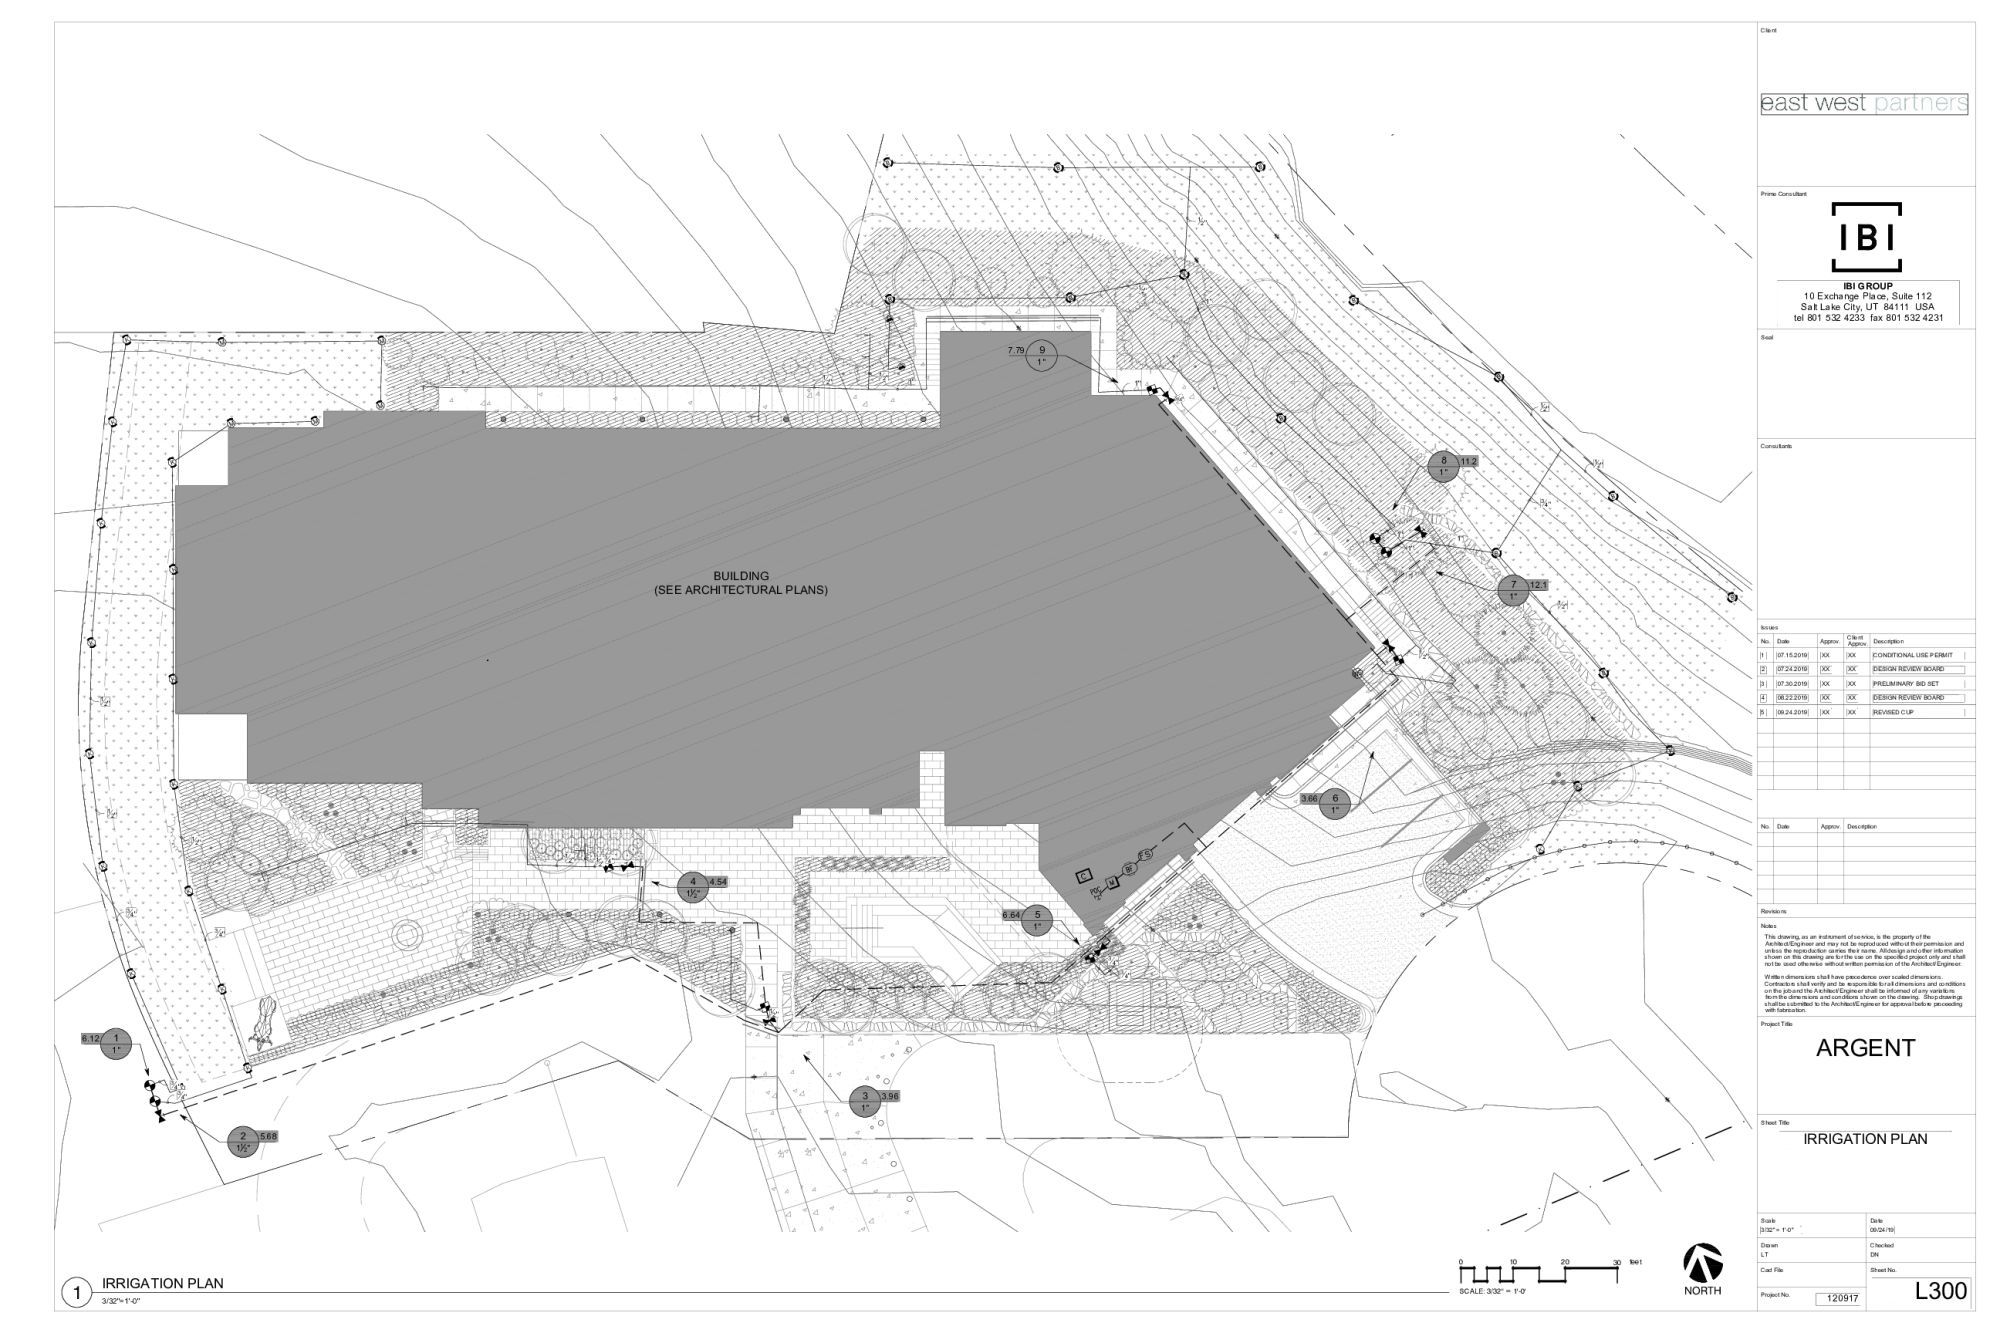 Client
east west partners
Prime Consultant
IBI
IBI GROUP
10 Exchange Place, Suite 112
Salt Lake City, UT 84111 USA
tel 801 532 4233 fax 801 532 4231
Seal
Consultants
Issues
No. Date Approv. Client Approv. Description
1 07.15.2019 XX XX CONDITIONAL USE PERMIT
2 07.24.2019 XX XX DESIGN REVIEW BOARD
3 07.30.2019 XX XX PRELIMINARY BID SET
4 08.22.2019 XX XX DESIGN REVIEW BOARD
5 09.24.2019 XX XX REVISED CUP
No. Date Approv. Description
Revisions
Notes
This drawing, as an instrument of service, is the property of the
Architect/Engineer and may not be reproduced without their permission and
unless the reproduction carries their name. All design and other information
shown on this drawing are for the use on the specified project only and shall
not be used otherwise without written permission of the Architect/Engineer.
Written dimensions shall have precedence over scaled dimensions.
Contractors shall verify and be responsible for all dimensions and conditions
on the job and the Architect/Engineer shall be informed of any variations
from the dimensions and conditions shown on the drawing. Shop drawings
shall be submitted to the Architect/Engineer for approval before proceeding
with fabrication.
Project Title
ARGENT
Sheet Title
IRRIGATION PLAN
Scale
3/32" = 1'-0"
Date
09/24/19
Drawn
LT
Checked
DN
Cad File
Sheet No.
L300
Project No.
120917
7.79 9
1"
8 11.2
1"
7 12.1
1"
BUILDING
(SEE ARCHITECTURAL PLANS)
3.66 6
1"
4 4.54
1½"
6.64 5
1"
C
M
BF
FS
POC
6.12 1
1"
2 5.68
1½"
3 3.96
1"
1
IRRIGATION PLAN
3/32"=1'-0"
0 10 20 30 feet
SCALE: 3/32" = 1'-0'
NORTH